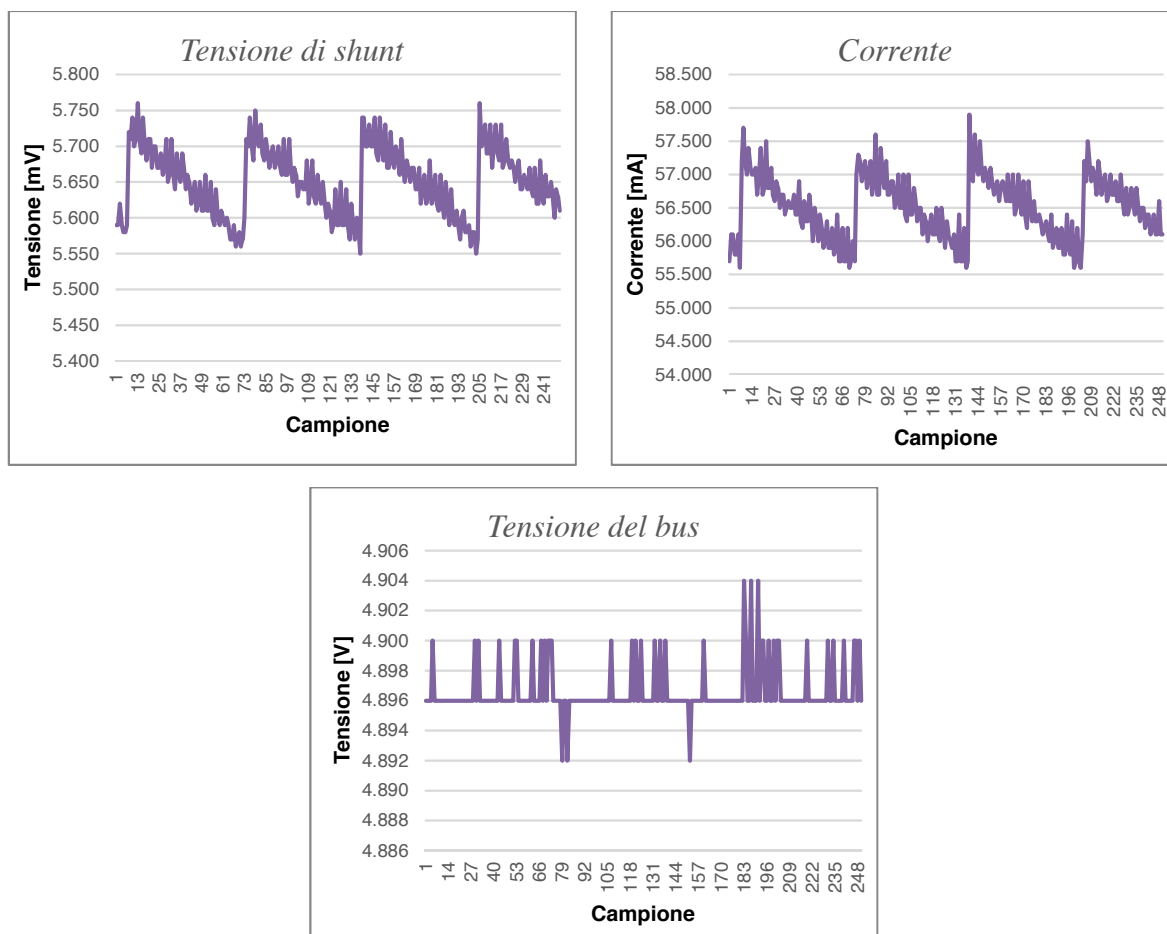 Tensione di shunt
Tensione [m V]
5.800
5.750
5.700
5.650
5.600
5.550
5.500
5.450
5.400
1 13 25 37 49 61 73 85 97 109 121 133 145 157 169 181 193 205 217 229 241
Campione
Corrente
Corrente [mA]
58.500
58.000
57.500
57.000
56.500
56.000
55.500
55.000
54.500
54.000
1 14 27 40 53 66 79 92 105 118 131 144 157 170 183 196 209 222 235 248
Campione
Tensione del bus
Tensione [V]
4.906
4.904
4.902
4.900
4.898
4.896
4.894
4.892
4.890
4.888
4.886
1 14 27 40 53 66 79 92 105 118 131 144 157 170 183 196 209 222 235 248
Campione